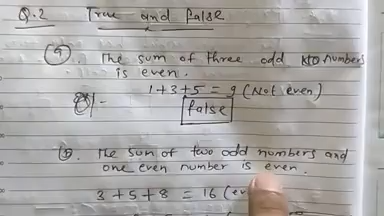 Q.2 True and false
(a). The sum of three odd numbers
is even.
1+3+5 = 9 (Not even)
false
(b). The sum of two odd numbers and
one even number is even.
3 + 5 + 8 = 16